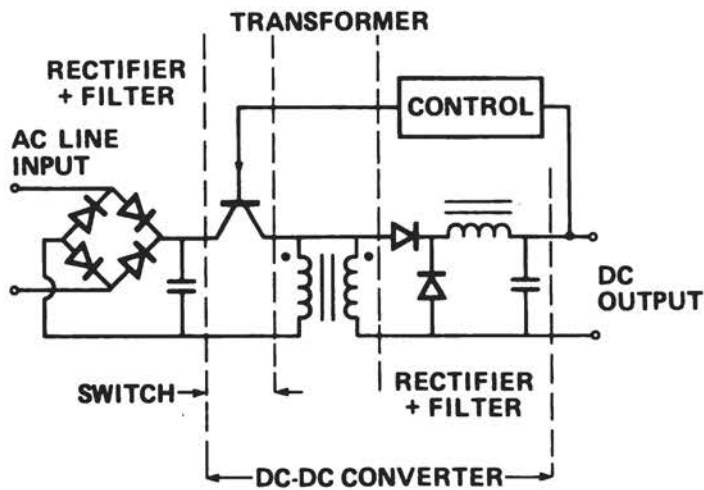 TRANSFORMER
RECTIFIER
+ FILTER
CONTROL
AC LINE
INPUT
DC
OUTPUT
SWITCH
RECTIFIER
+ FILTER
DC-DC CONVERTER